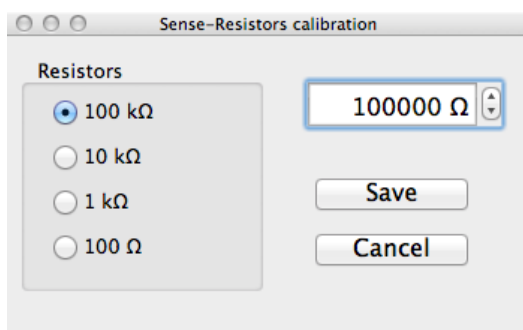 Sense-Resistors calibration
Resistors
100 kΩ
10 kΩ
1 kΩ
100 Ω
100000 Ω
Save
Cancel